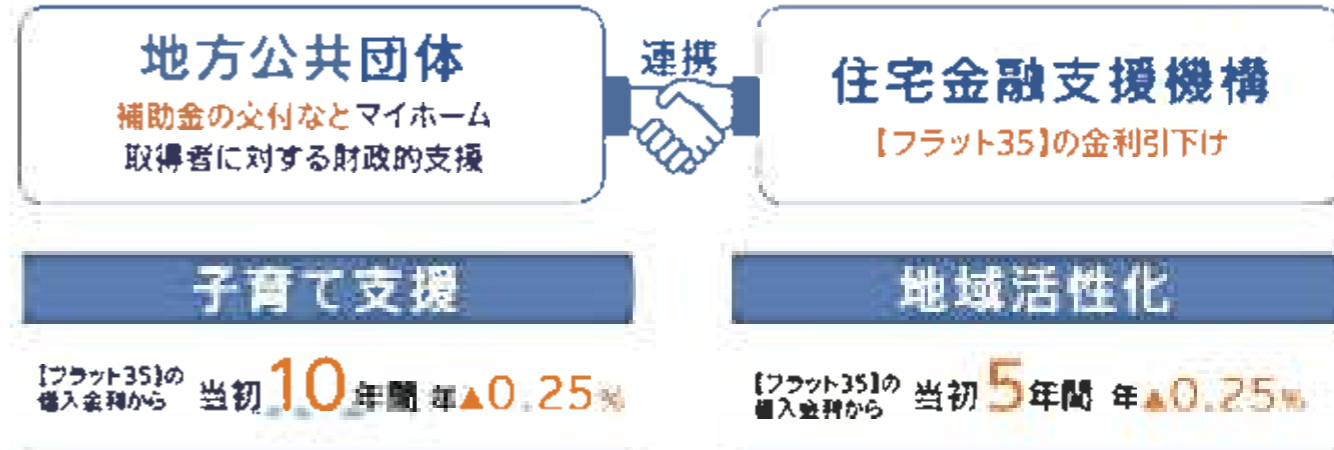 地方公共団体
補助金の交付などマイホーム
取得者に対する財政的支援
連携
住宅金融支援機構
【フラット35】の金利引下げ
子育て支援
【フラット35】の
借入金利から 当初10年間 年▲0.25%
地域活性化
【フラット35】の
借入金利から 当初5年間 年▲0.25%